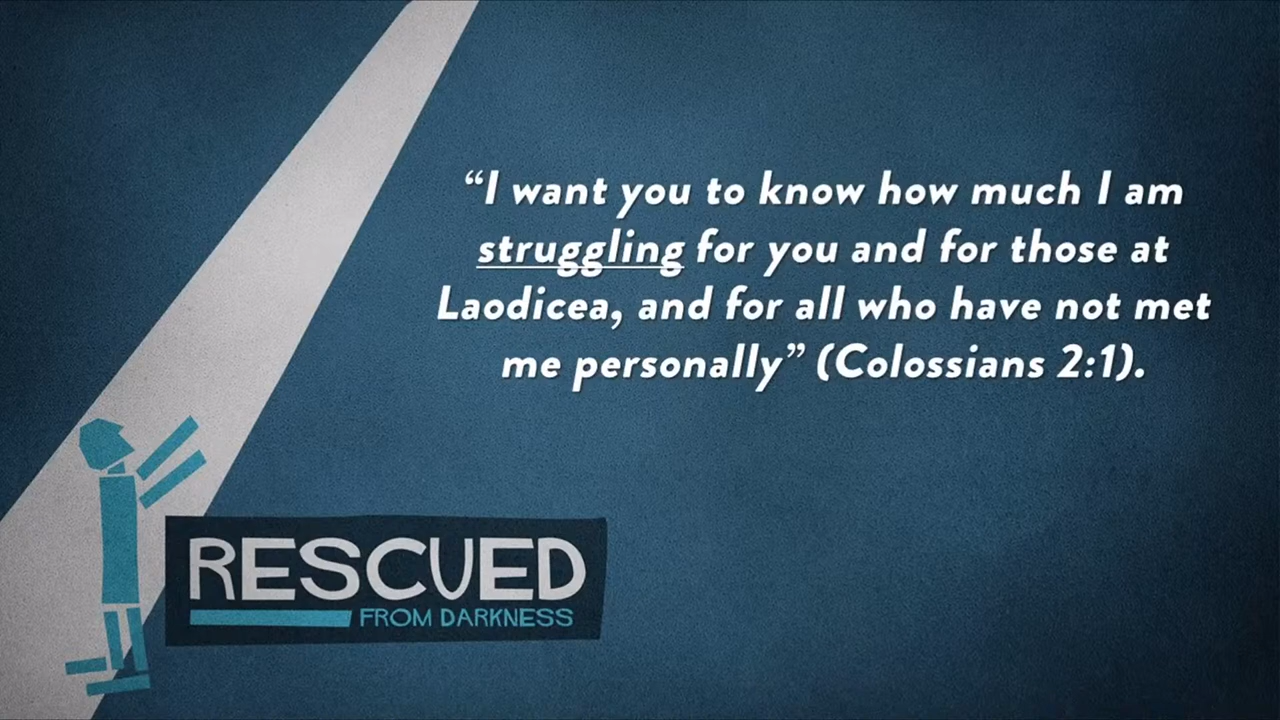 “I want you to know how much I am
struggling for you and for those at
Laodicea, and for all who have not met
me personally” (Colossians 2:1).
RESCUED
FROM DARKNESS